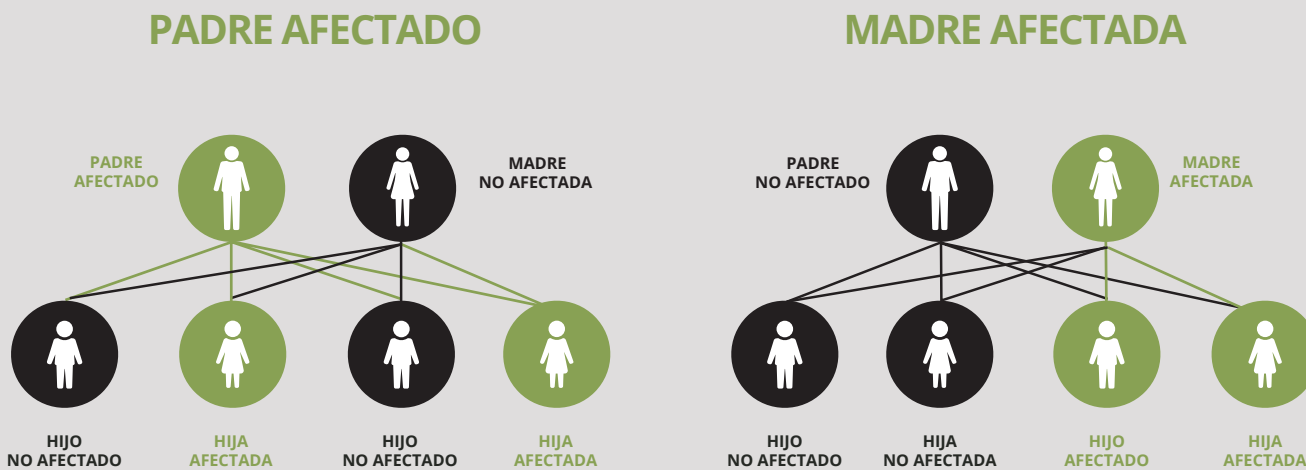 PADRE AFECTADO
PADRE
AFECTADO
MADRE
NO AFECTADA
HIJO
NO AFECTADO
HIJA
AFECTADA
HIJO
NO AFECTADO
HIJA
AFECTADA
MADRE AFECTADA
PADRE
NO AFECTADO
MADRE
AFECTADA
HIJO
NO AFECTADO
HIJA
NO AFECTADA
HIJO
AFECTADO
HIJA
AFECTADA